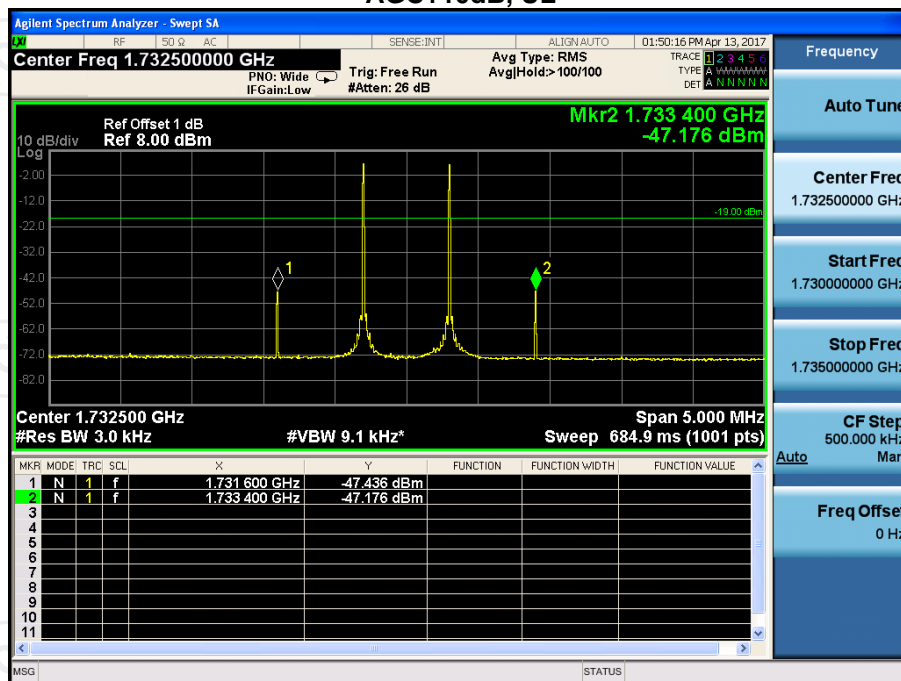 Agilent Spectrum Analyzer - Swept SA
LXI RF 50 Ω AC SENSE:INT ALIGN AUTO 01:50:16 PM Apr 13, 2017
Center Freq 1.732500000 GHz
PNO: Wide
IFGain:Low
Trig: Free Run
#Atten: 26 dB
Avg Type: RMS
Avg|Hold:>100/100
TRACE 1 2 3 4 5 6
TYPE A WWWWWW
DET A N N N N N
Frequency
Mkr2 1.733 400 GHz
-47.176 dBm
Ref Offset 1 dB
10 dB/div Ref 8.00 dBm
Log
-2.00
-12.0
-22.0
-32.0
-42.0
-52.0
-62.0
-72.0
-82.0
-19.00 dBm
1
2
Center 1.732500 GHz Span 5.000 MHz
#Res BW 3.0 kHz #VBW 9.1 kHz* Sweep 684.9 ms (1001 pts)
MKR MODE TRC SCL X Y FUNCTION FUNCTION WIDTH FUNCTION VALUE
1 N 1 f 1.731 600 GHz -47.436 dBm
2 N 1 f 1.733 400 GHz -47.176 dBm
3
4
5
6
7
8
9
10
11
MSG STATUS
Auto Tune
Center Freq
1.732500000 GHz
Start Freq
1.730000000 GHz
Stop Freq
1.735000000 GHz
CF Step
500.000 kHz
Auto Man
Freq Offset
0 Hz